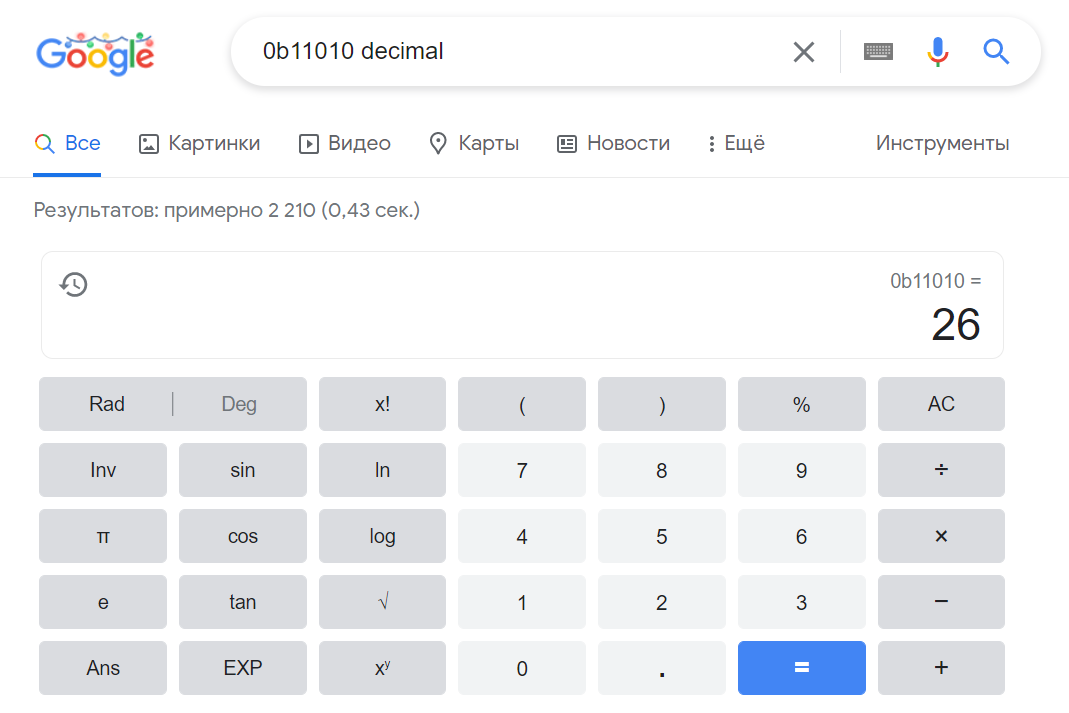 Google
0b11010 decimal
Все Картинки Видео Карты Новости Ещё Инструменты
Результатов: примерно 2 210 (0,43 сек.)
0b11010 =
26
Rad Deg x! ( ) % AC
Inv sin ln 7 8 9 ÷
π cos log 4 5 6 ×
e tan √ 1 2 3 −
Ans EXP xʸ 0 . = +